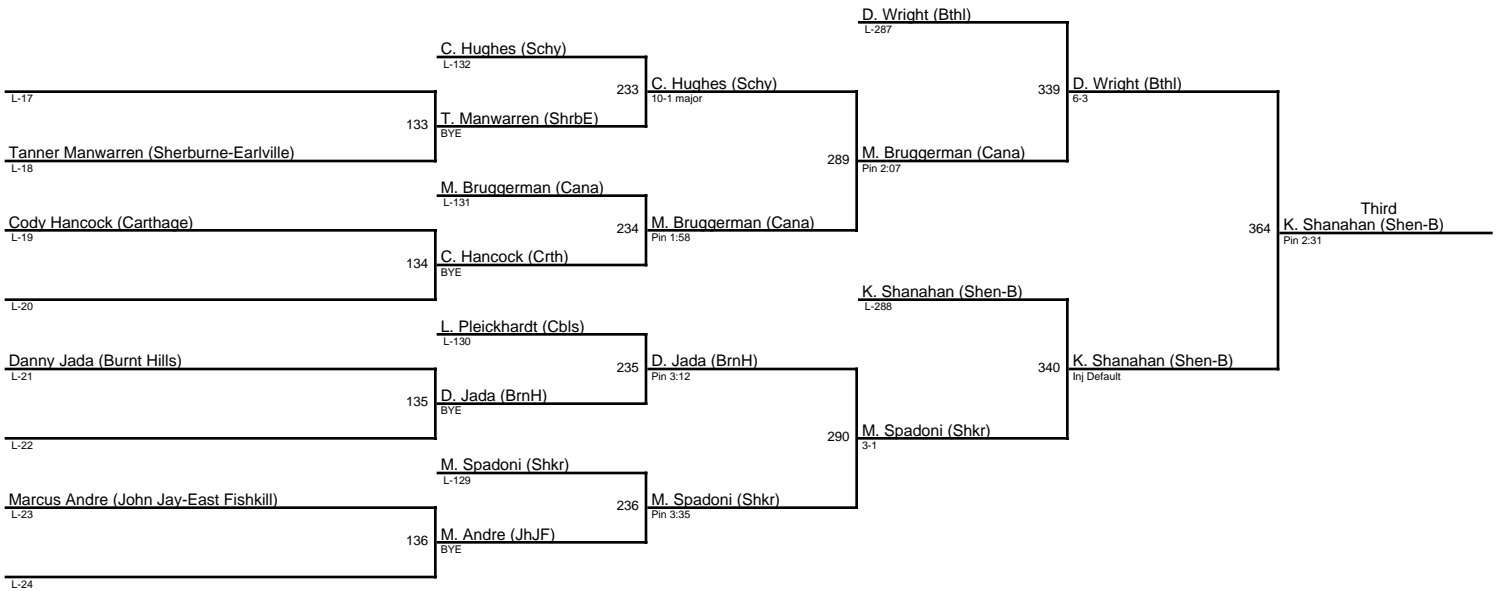 D. Wright (Bthl)
L-287
C. Hughes (Schy)
L-132
L-17
233
C. Hughes (Schy)
10-1 major
339
D. Wright (Bthl)
6-3
133
T. Manwarren (ShrbE)
BYE
Tanner Manwarren (Sherburne-Earlville)
L-18
289
M. Bruggerman (Cana)
Pin 2:07
M. Bruggerman (Cana)
L-131
Cody Hancock (Carthage)
L-19
234
M. Bruggerman (Cana)
Pin 1:58
Third
364
K. Shanahan (Shen-B)
Pin 2:31
134
C. Hancock (Crth)
BYE
L-20
K. Shanahan (Shen-B)
L-288
L. Pleickhardt (Cbls)
L-130
Danny Jada (Burnt Hills)
L-21
235
D. Jada (BrnH)
Pin 3:12
340
K. Shanahan (Shen-B)
Inj Default
135
D. Jada (BrnH)
BYE
L-22
290
M. Spadoni (Shkr)
3-1
M. Spadoni (Shkr)
L-129
Marcus Andre (John Jay-East Fishkill)
L-23
236
M. Spadoni (Shkr)
Pin 3:35
136
M. Andre (JhJF)
BYE
L-24